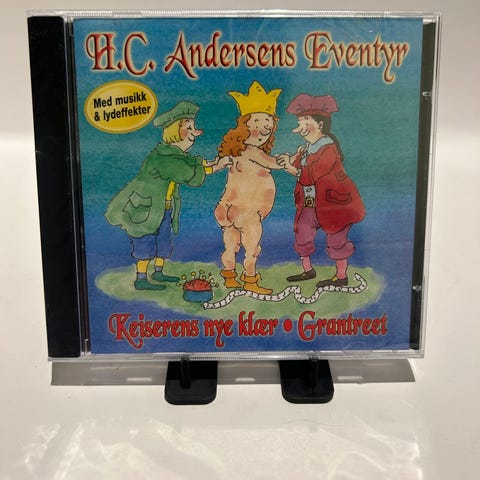 H.C. Andersens Eventyr
Med musikk
& lydeffekter
Keiserens nye klær • Grantreet